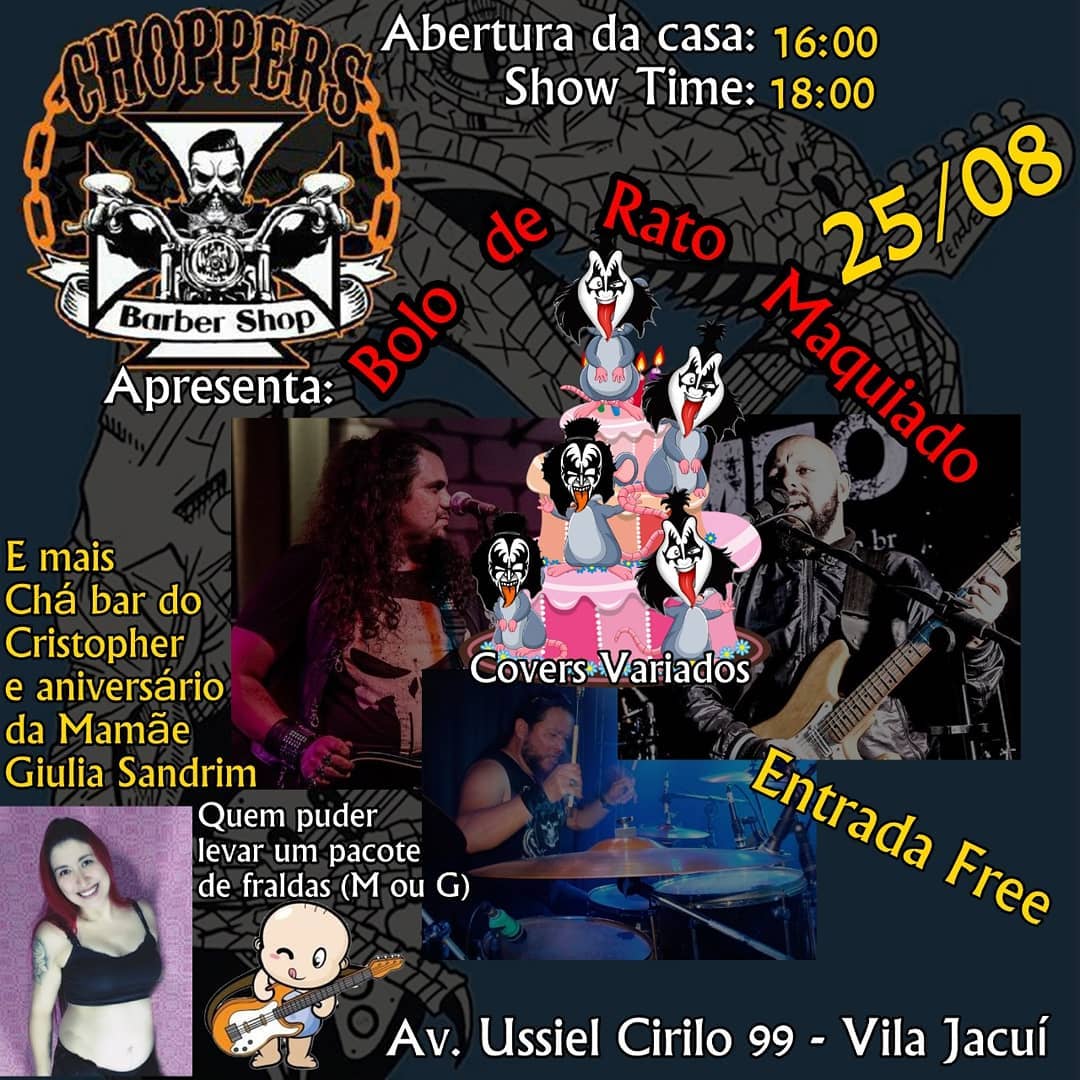 CHOPPERS
Barber Shop
Abertura da casa: 16:00
Show Time: 18:00
25/08
Apresenta:
Bolo de Rato Maquiado
Covers Variados
E mais
Chá bar do
Cristopher
e aniversário
da Mamãe
Giulia Sandrim
Quem puder
levar um pacote
de fraldas (M ou G)
Entrada Free
Av. Ussiel Cirilo 99 - Vila Jacuí